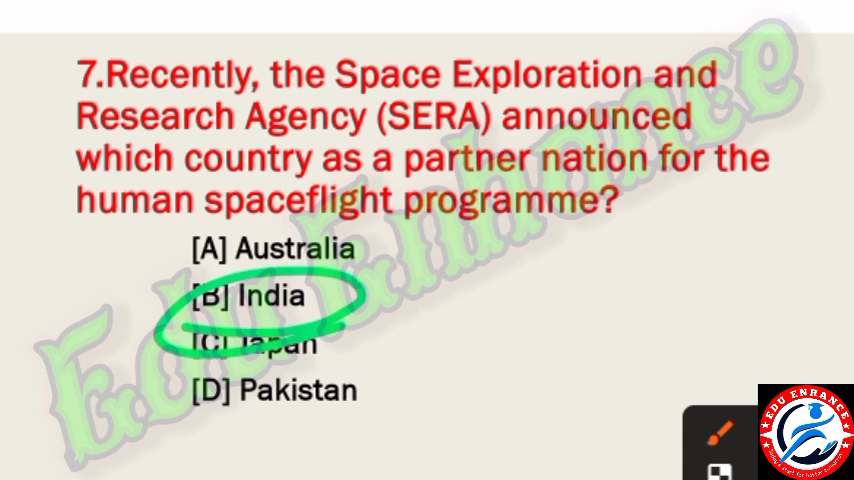 7.Recently, the Space Exploration and
Research Agency (SERA) announced
which country as a partner nation for the
human spaceflight programme?
[A] Australia
[B] India
[C] Japan
[D] Pakistan
Edu Enhance
EDU ENRANCE